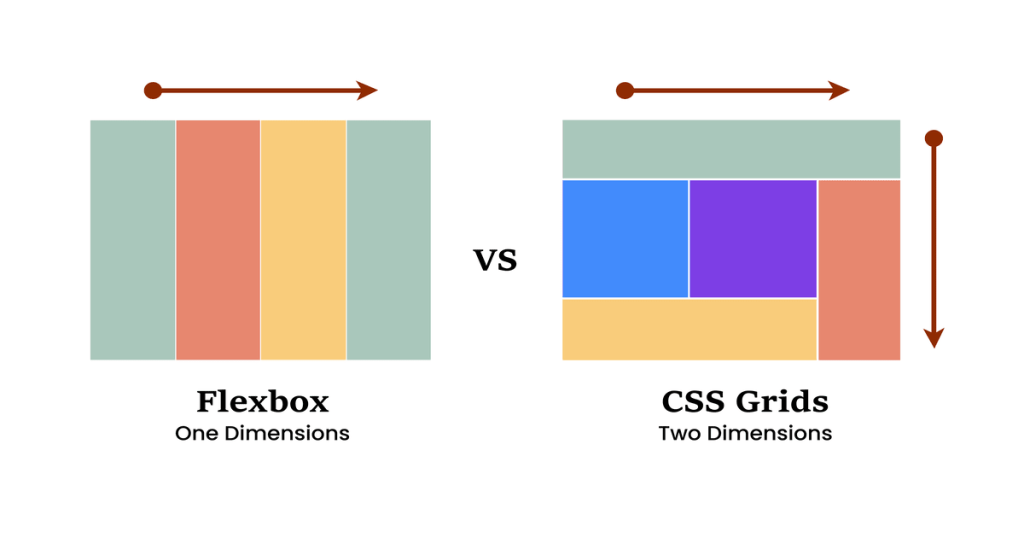 vs
Flexbox
One Dimensions
CSS Grids
Two Dimensions